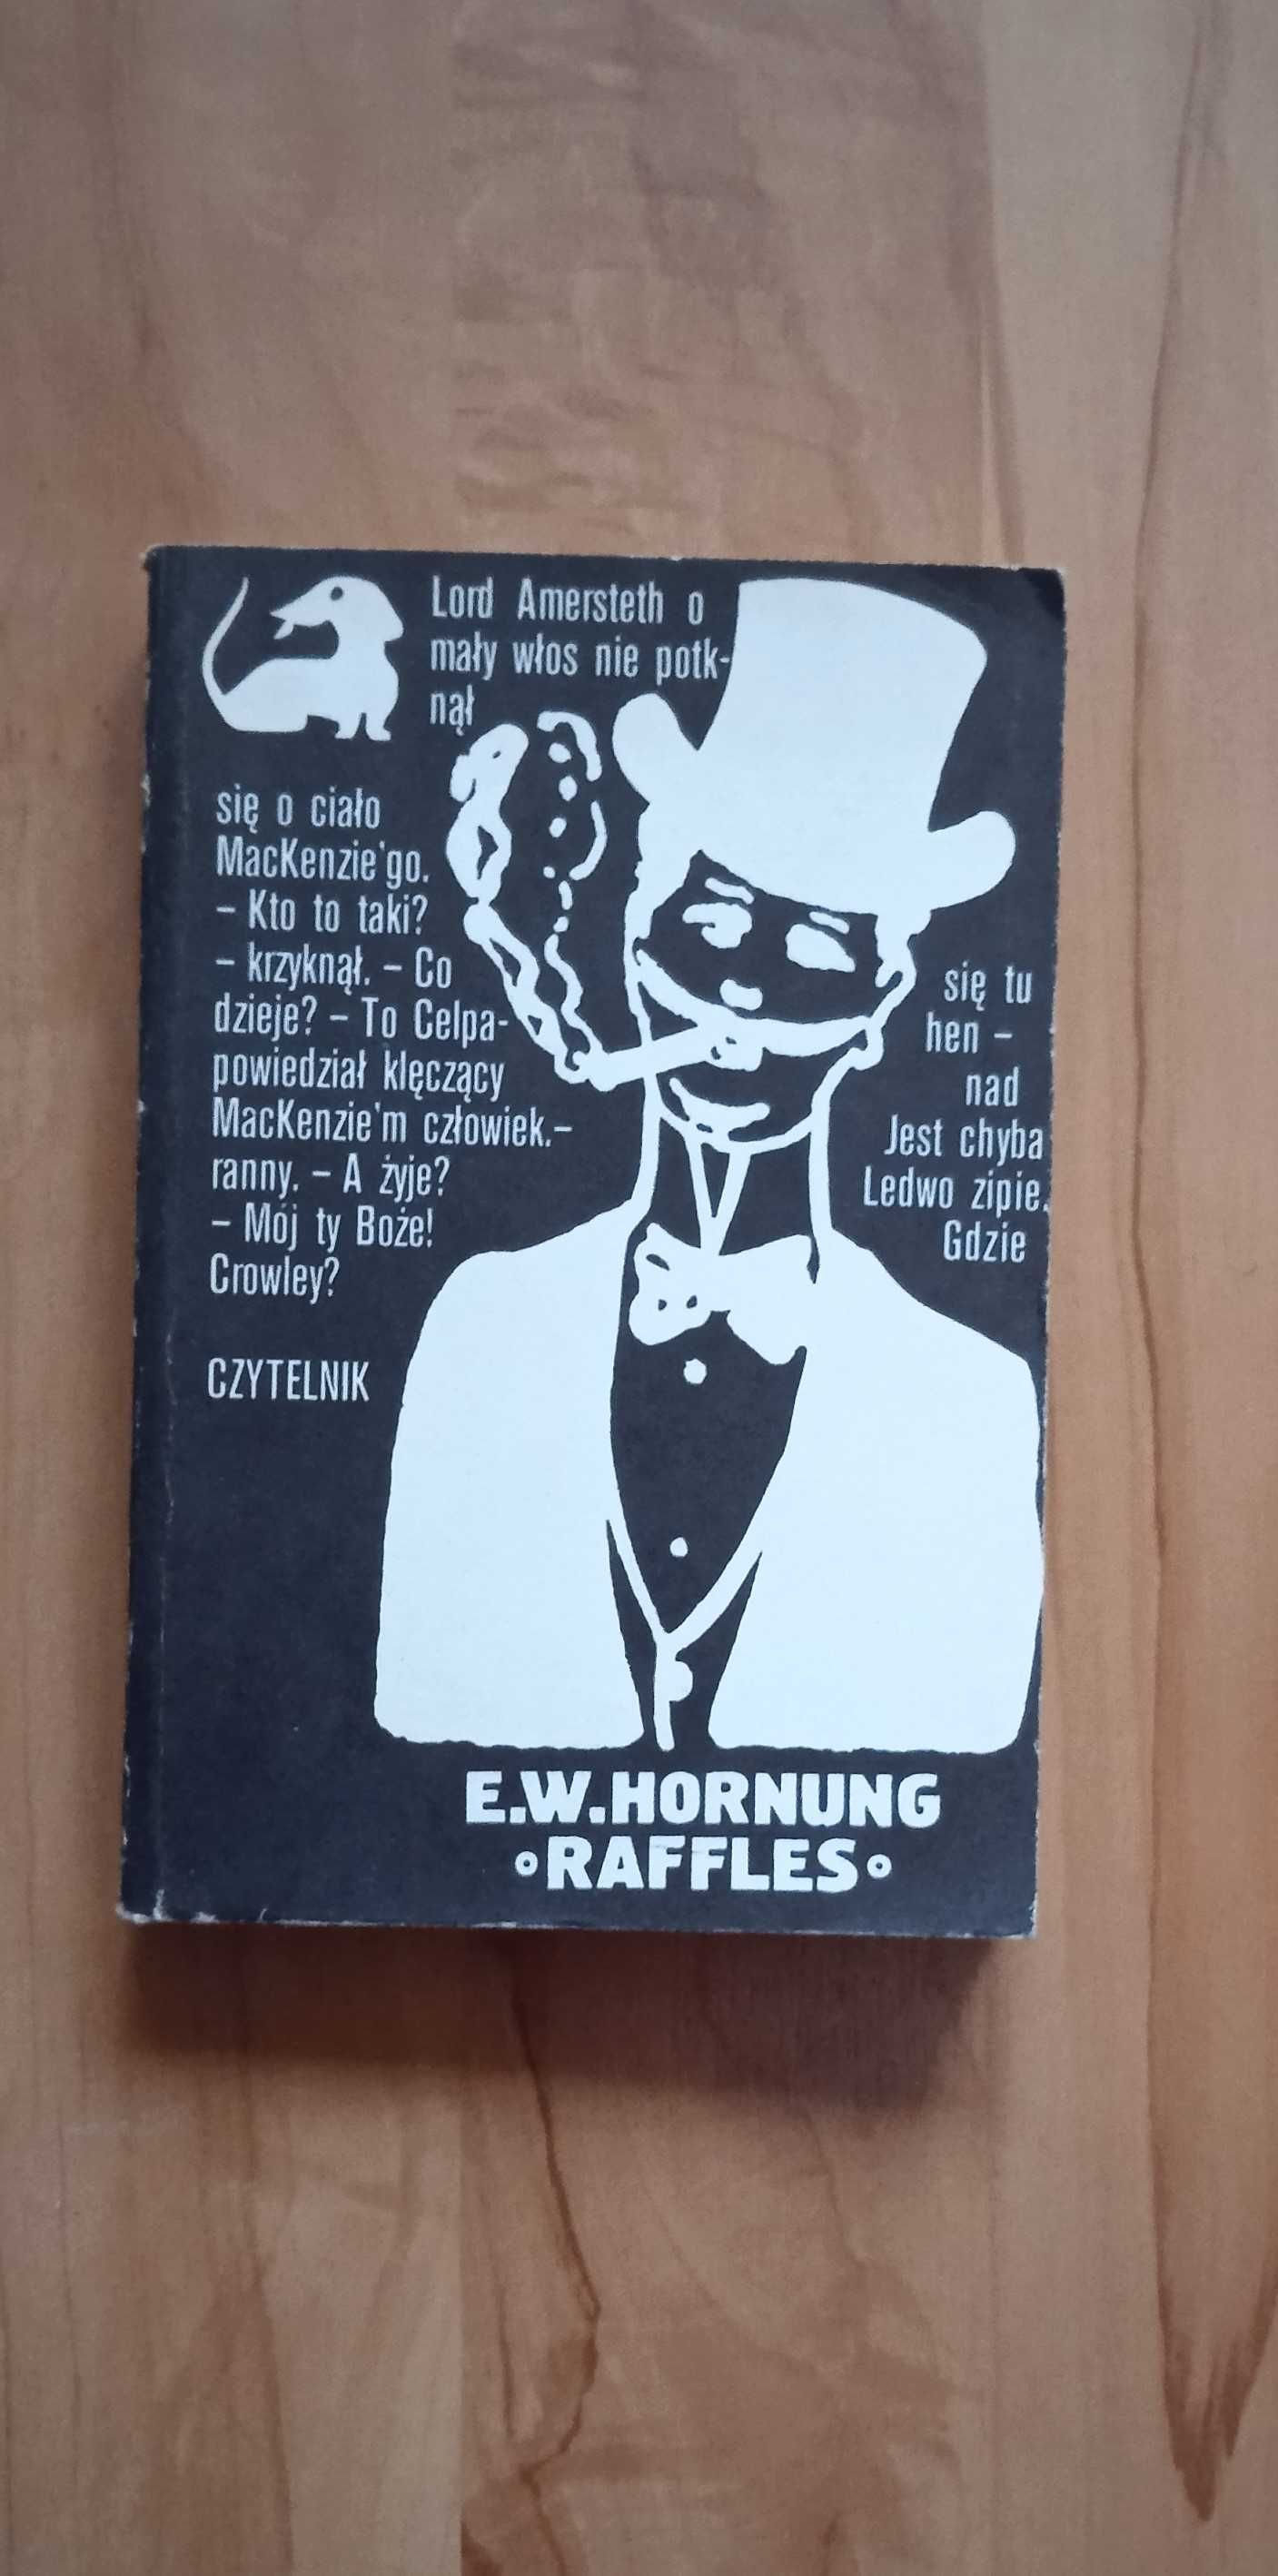 Lord Amersteth o
mały włos nie potk-
nął
się o ciało
MacKenzie'go.
– Kto to taki?
– krzyknął. – Co się tu
dzieje? – To Celpa- hen –
powiedział klęczący nad
MacKenzie'm człowiek.– Jest chyba
ranny. – A żyje? Ledwo zipie.
– Mój ty Boże! Gdzie
Crowley?
CZYTELNIK
E.W.HORNUNG
RAFFLES